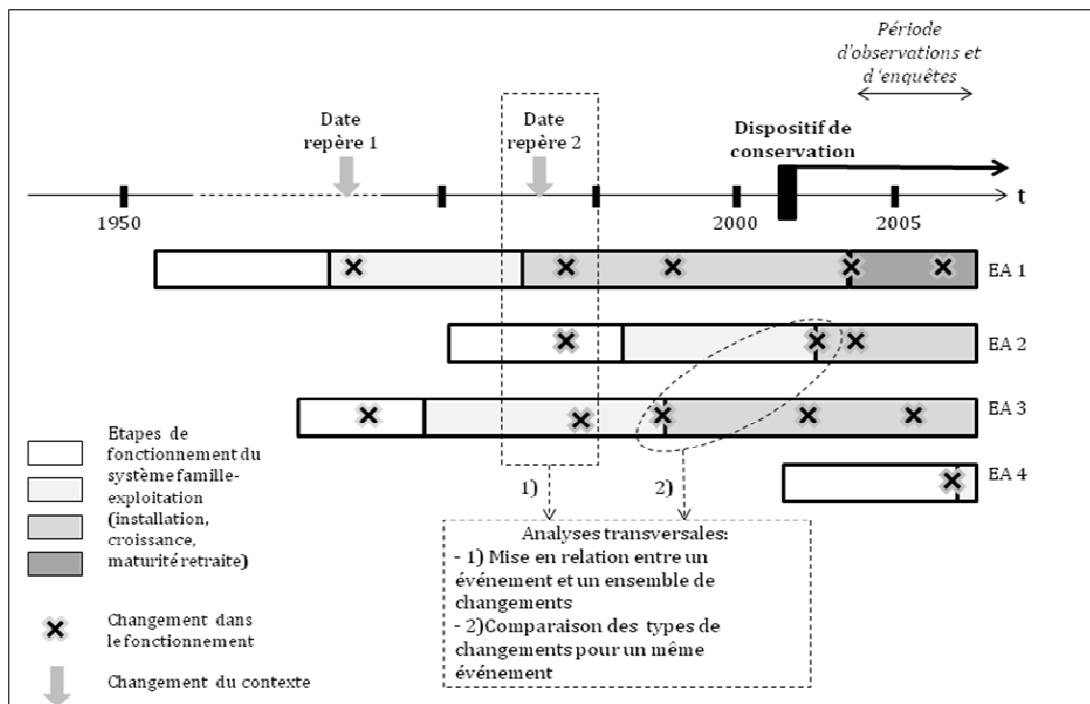 Période
d'observations et
d'enquêtes
Date
repère 1
Date
repère 2
Dispositif de
conservation
t
1950
2000
2005
EA 1
EA 2
EA 3
EA 4
Etapes de
fonctionnement du
système famille-
exploitation
(installation,
croissance,
maturité retraite)
1)
2)
Analyses transversales:
- 1) Mise en relation entre un
événement et un ensemble de
changements
- 2)Comparaison des types de
changements pour un même
événement
Changement dans
le fonctionnement
Changement du contexte